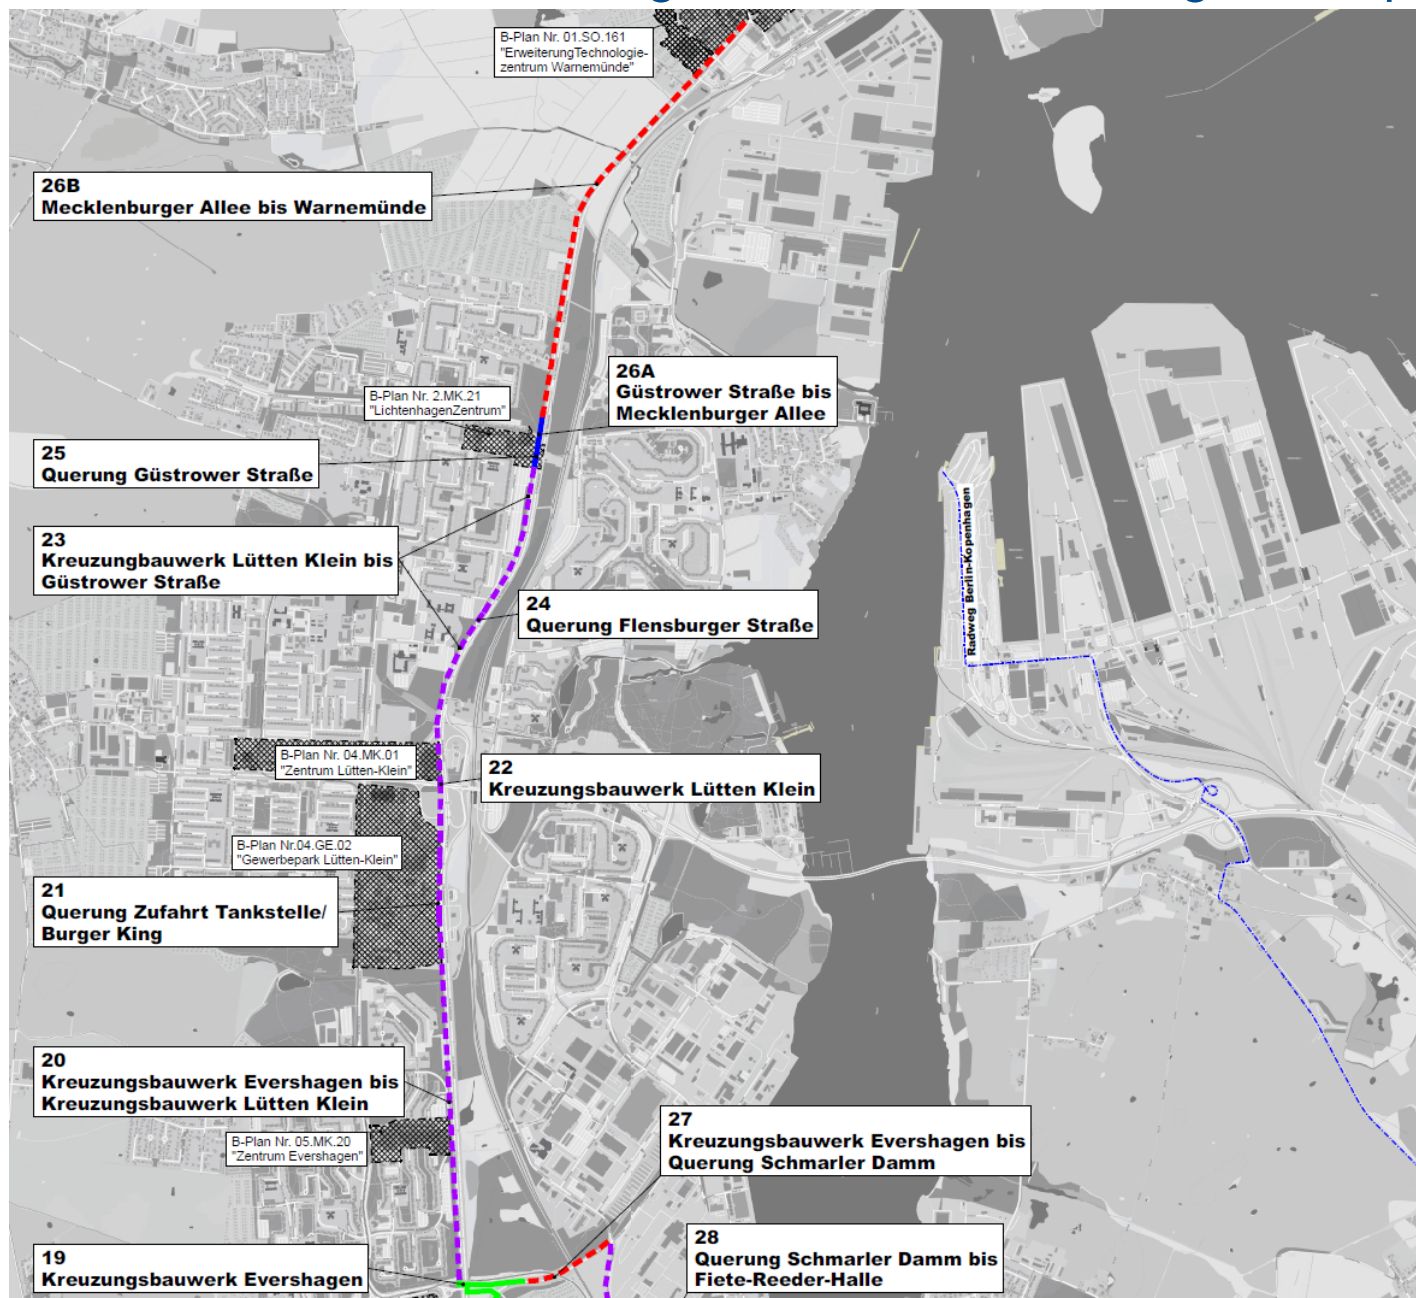 B-Plan Nr. 01.SO.161
"ErweiterungTechnologie-
zentrum Warnemünde"
26B
Mecklenburger Allee bis Warnemünde
26A
Güstrower Straße bis
Mecklenburger Allee
B-Plan Nr. 2.MK.21
"LichtenhagenZentrum"
25
Querung Güstrower Straße
23
Kreuzungbauwerk Lütten Klein bis
Güstrower Straße
24
Querung Flensburger Straße
Radweg Berlin-Kopenhagen
B-Plan Nr. 04.MK.01
"Zentrum Lütten-Klein"
22
Kreuzungsbauwerk Lütten Klein
B-Plan Nr.04.GE.02
"Gewerbepark Lütten-Klein"
21
Querung Zufahrt Tankstelle/
Burger King
20
Kreuzungsbauwerk Evershagen bis
Kreuzungsbauwerk Lütten Klein
B-Plan Nr. 05.MK.20
"Zentrum Evershagen"
27
Kreuzungsbauwerk Evershagen bis
Querung Schmarler Damm
19
Kreuzungsbauwerk Evershagen
28
Querung Schmarler Damm bis
Fiete-Reeder-Halle